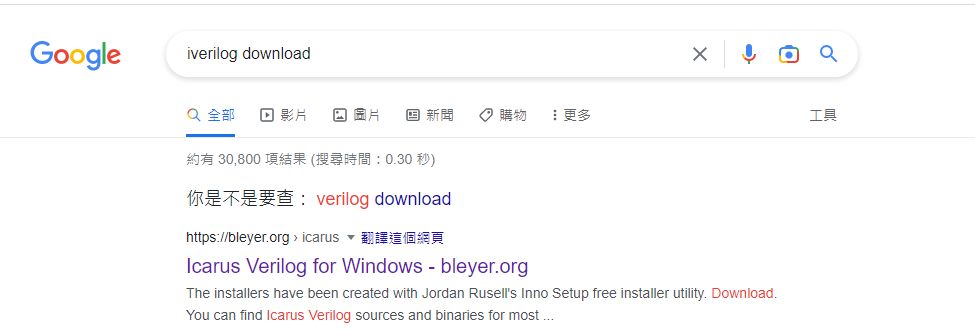 Google
iverilog download
全部 影片 圖片 新聞 購物 更多 工具
約有 30,800 項結果 (搜尋時間：0.30 秒)
你是不是要查： verilog download
https://bleyer.org › icarus 翻譯這個網頁
Icarus Verilog for Windows - bleyer.org
The installers have been created with Jordan Rusell's Inno Setup free installer utility. Download.
You can find Icarus Verilog sources and binaries for most ...